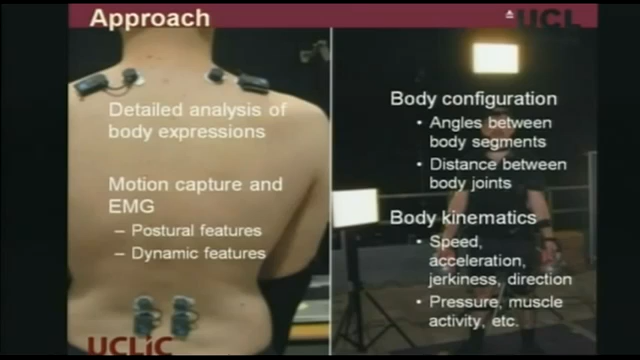 Approach
UCL
Detailed analysis of
body expressions
Motion capture and
EMG
– Postural features
– Dynamic features
UCLIC
Body configuration
• Angles between
body segments
• Distance between
body joints
Body kinematics
• Speed,
acceleration,
jerkiness, direction
• Pressure, muscle
activity, etc.